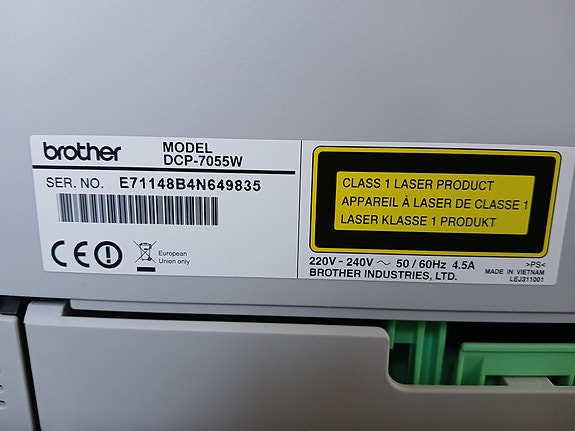 brother
MODEL
DCP-7055W
SER. NO. E71148B4N649835
CE
European
Union only
CLASS 1 LASER PRODUCT
APPAREIL À LASER DE CLASSE 1
LASER KLASSE 1 PRODUKT
220V - 240V ~ 50 / 60Hz 4.5A
BROTHER INDUSTRIES, LTD.
>PS<
MADE IN VIETNAM
LEJ311001